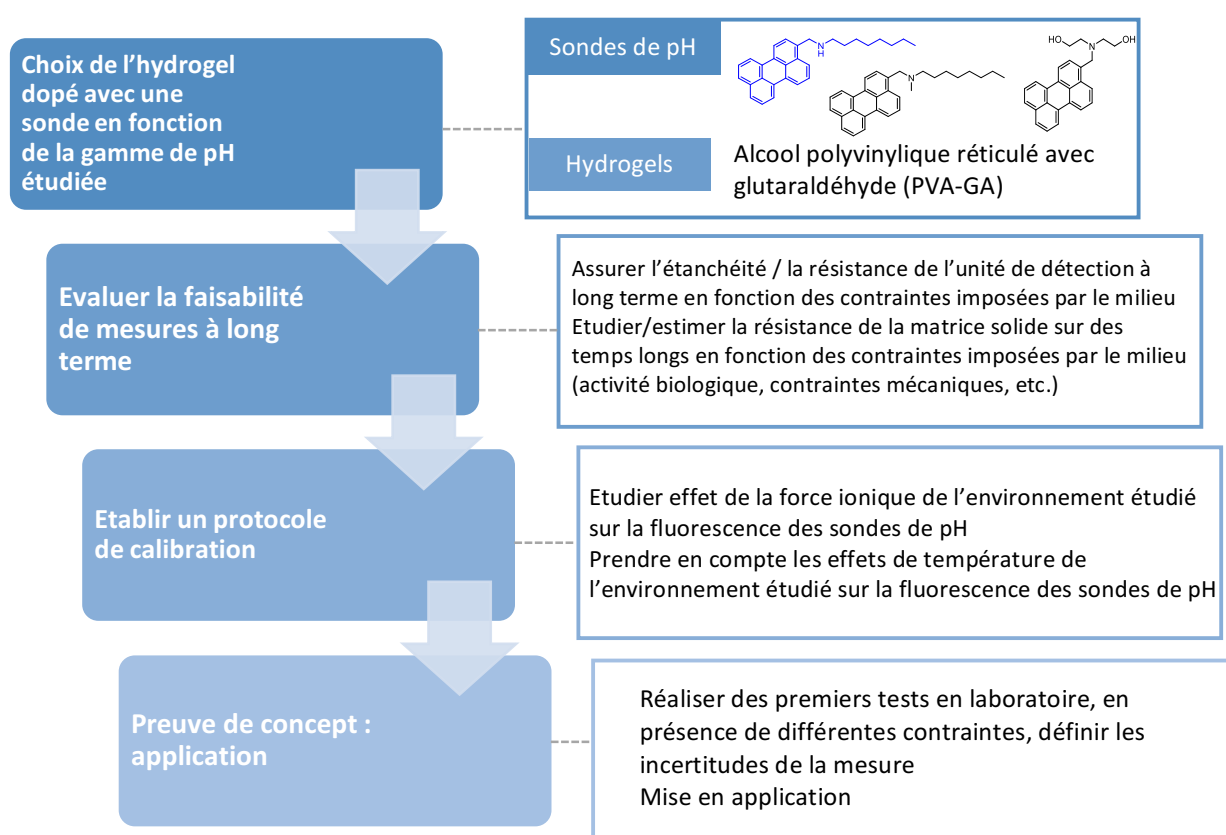 Choix de l’hydrogel
dopé avec une
sonde en fonction
de la gamme de pH
étudiée
Sondes de pH
N
H
N
HO
N
OH
Hydrogels
Alcool polyvinylique réticulé avec
glutaraldéhyde (PVA-GA)
Evaluer la faisabilité
de mesures à long
terme
Assurer l’étanchéité / la résistance de l’unité de détection à
long terme en fonction des contraintes imposées par le milieu
Etudier/estimer la résistance de la matrice solide sur des
temps longs en fonction des contraintes imposées par le milieu
(activité biologique, contraintes mécaniques, etc.)
Etablir un protocole
de calibration
Etudier effet de la force ionique de l’environnement étudié
sur la fluorescence des sondes de pH
Prendre en compte les effets de température de
l’environnement étudié sur la fluorescence des sondes de pH
Preuve de concept :
application
Réaliser des premiers tests en laboratoire, en
présence de différentes contraintes, définir les
incertitudes de la mesure
Mise en application